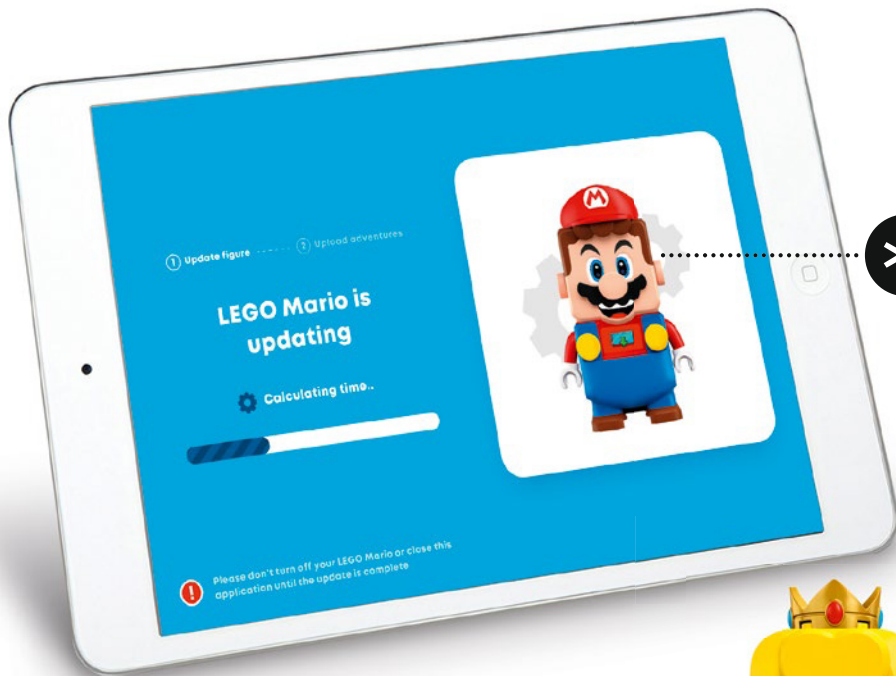 1 Update figure
2 Upload adventures
LEGO Mario is
updating
Calculating time..
Please don't turn off your LEGO Mario or close this
application until the update is complete
M